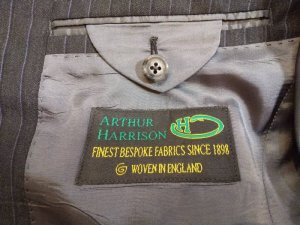 ARTHUR
HARRISON
FINEST BESPOKE FABRICS SINCE 1898
WOVEN IN ENGLAND